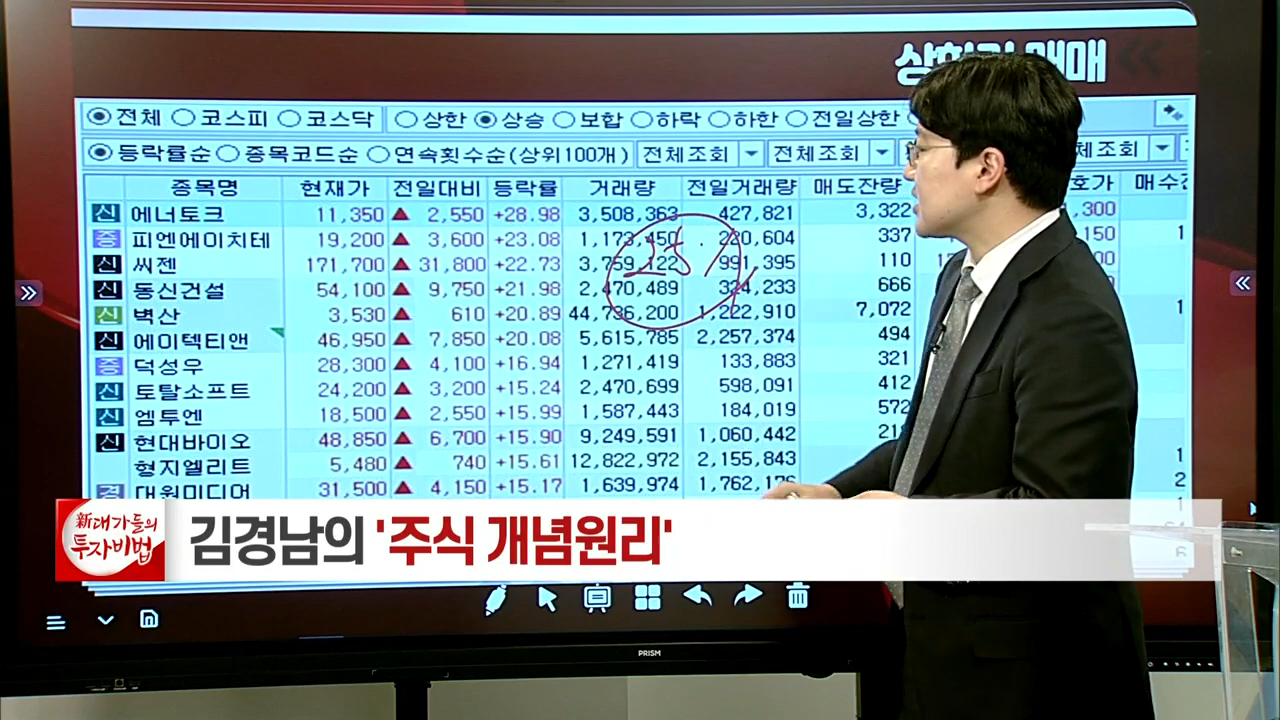 매매
전체 코스피 코스닥 상한 상승 보합 하락 하한 전일상한
등락률순 종목코드순 연속횟수순(상위100개) 전체조회 전체조회 체조회
종목명 현재가 전일대비 등락률 거래량 전일거래량 매도잔량 호가
신 에너토크 11,350 ▲ 2,550 +28.98 3,508,363 427,821 3,322 ,300
증 피엔에이치테 19,200 ▲ 3,600 +23.08 1,173,450 220,604 337 150 1
신 씨젠 171,700 ▲ 31,800 +22.73 3,759,122 991,395 110
신 동신건설 54,100 ▲ 9,750 +21.98 2,470,489 324,233 666
신 벽산 3,530 ▲ 610 +20.89 44,736,200 1,222,910 7,072 1
신 에이텍티앤 46,950 ▲ 7,850 +20.08 5,615,785 2,257,374 494
증 덕성우 28,300 ▲ 4,100 +16.94 1,271,419 133,883 321
신 토탈소프트 24,200 ▲ 3,200 +15.24 2,470,699 598,091 412
신 엠투엔 18,500 ▲ 2,550 +15.99 1,587,443 184,019 572
신 현대바이오 48,850 ▲ 6,700 +15.90 9,249,591 1,060,442
형지엘리트 5,480 ▲ 740 +15.61 12,822,972 2,155,843 1
경 대원미디어 31,500 ▲ 4,150 +15.17 1,639,974 2
新대가들의
투자비법
김경남의 '주식 개념원리'
PRISM